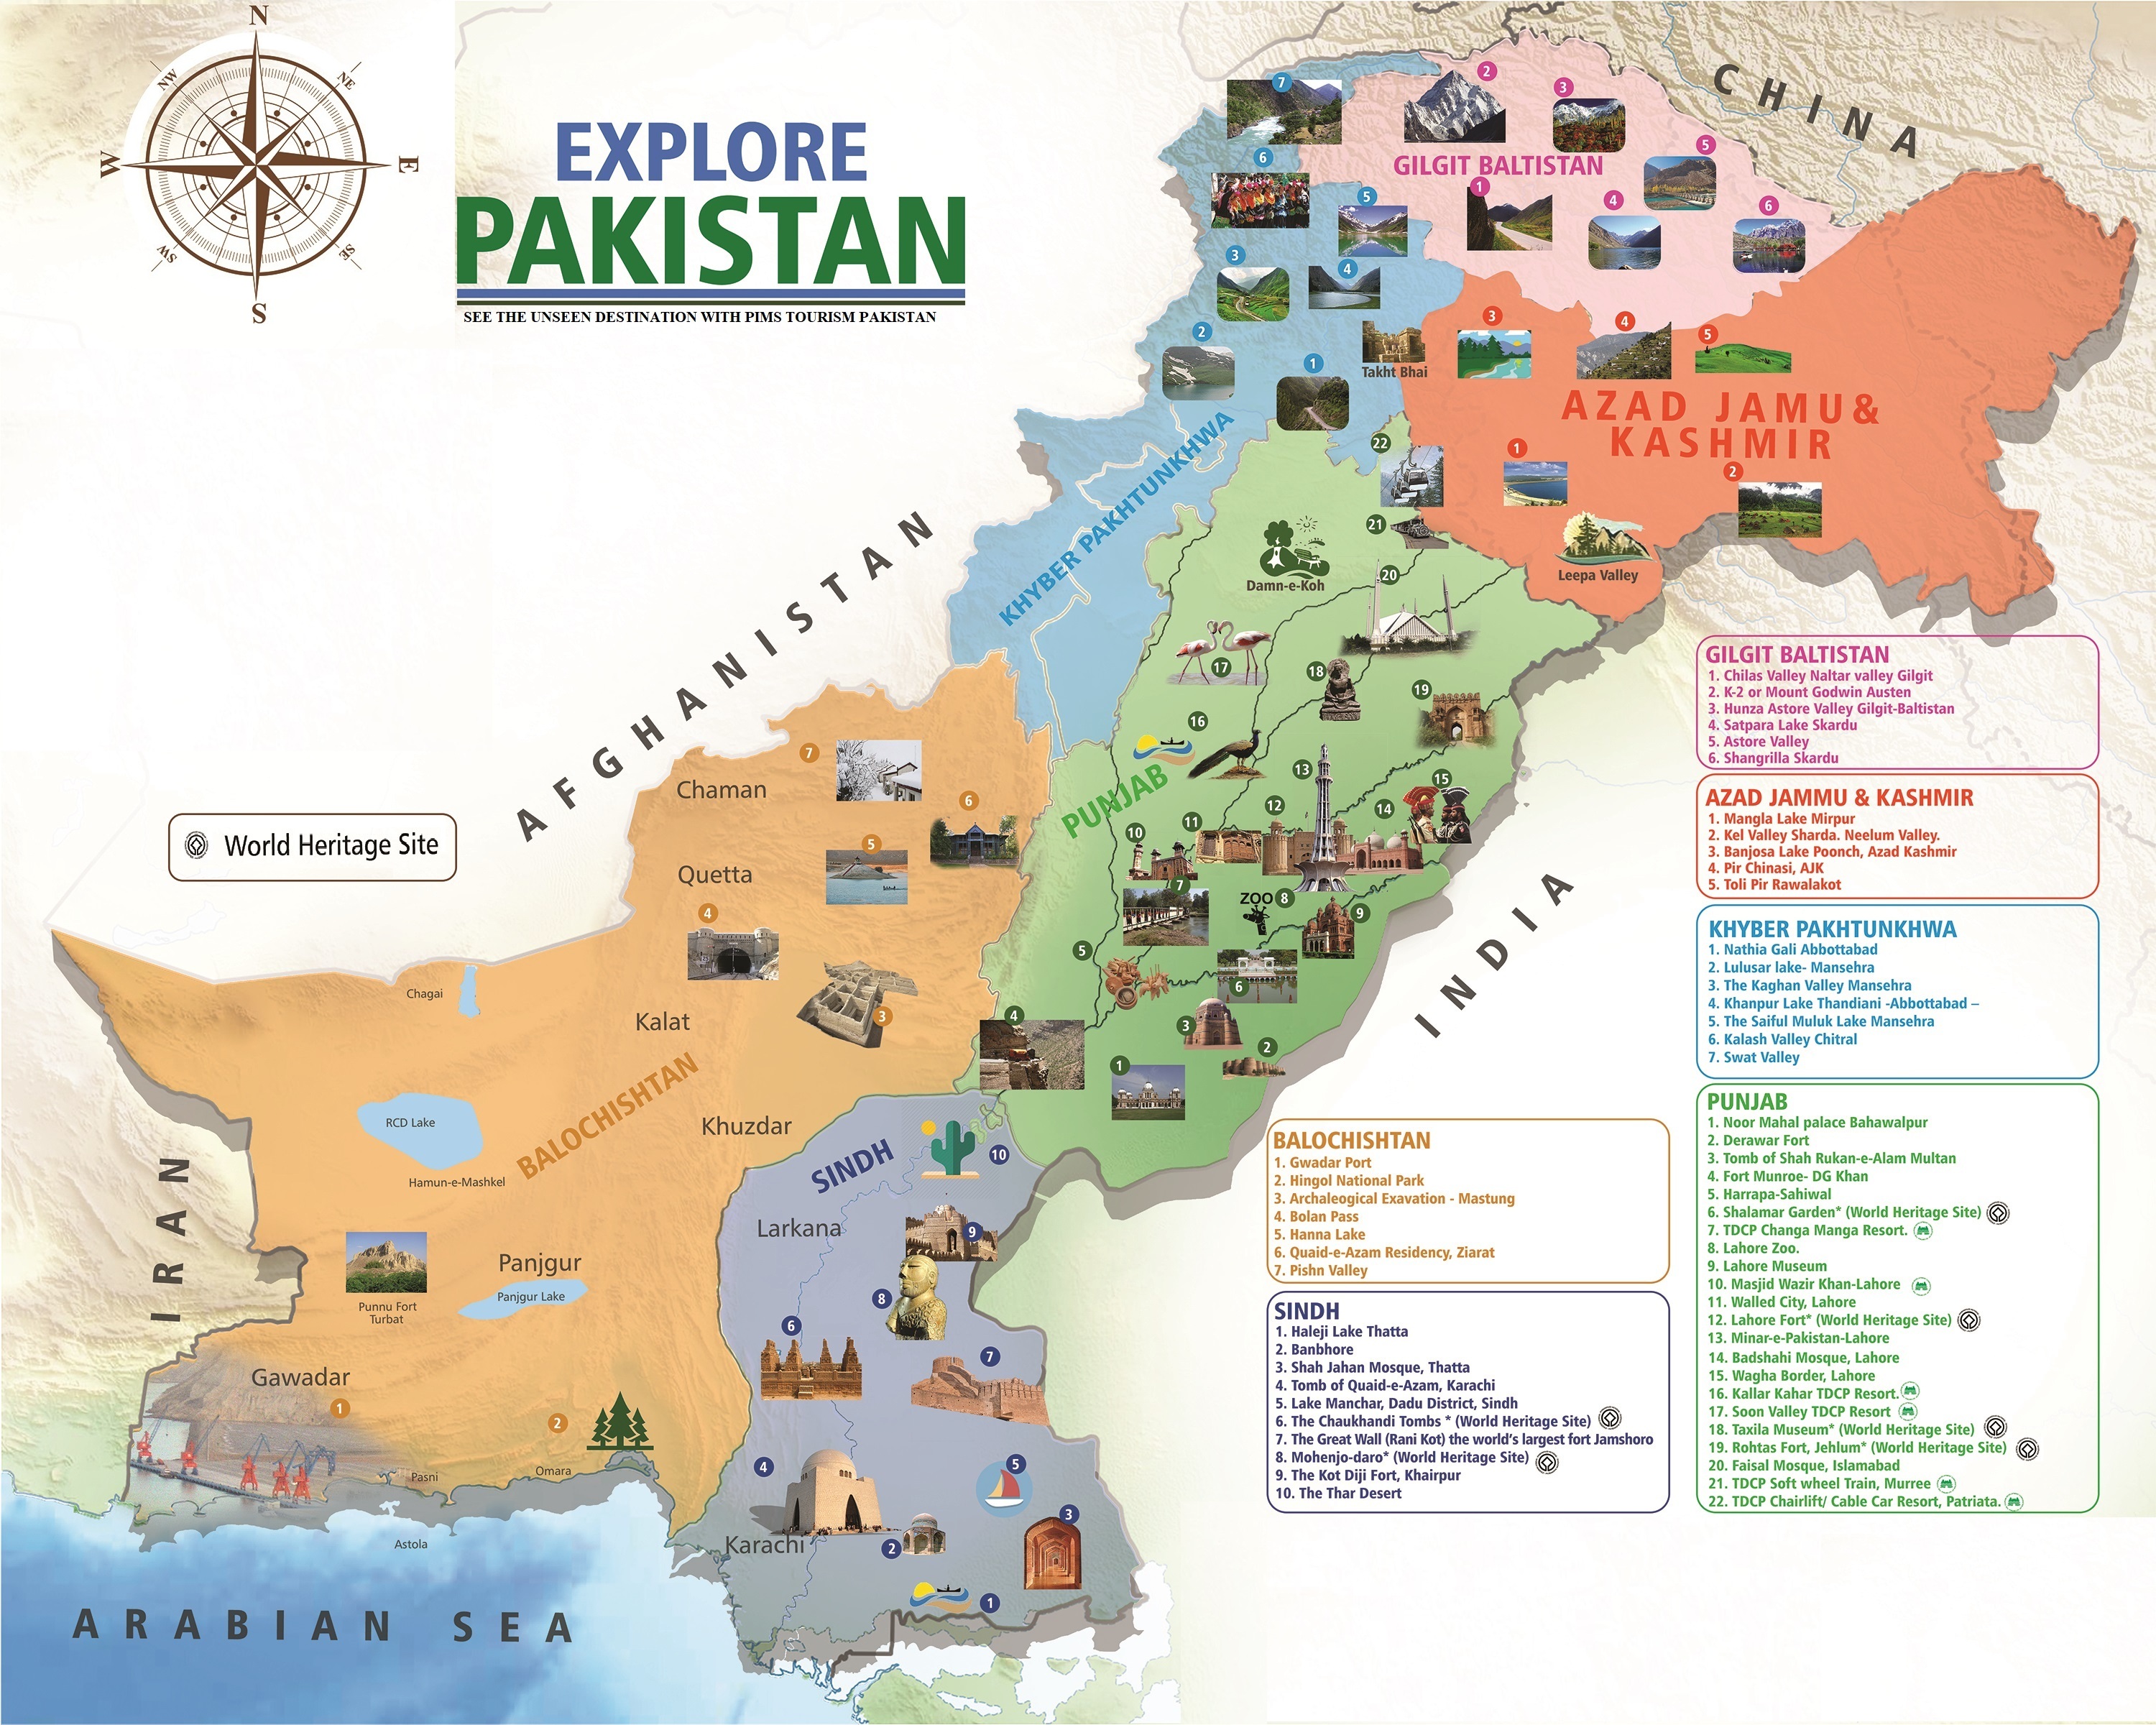 N
NW
NE
W
E
SW
SE
S
EXPLORE
PAKISTAN
SEE THE UNSEEN DESTINATION WITH PIMS TOURISM PAKISTAN
CHINA
7
2
3
GILGIT BALTISTAN
6
5
5
1
4
6
3
4
2
1
Takht Bhai
3
4
5
AZAD JAMU &
KASHMIR
1
2
Leepa Valley
KHYBER PAKHTUNKHWA
AFGHANISTAN
22
21
Damn-e-Koh
20
17
18
19
16
PUNJAB
13
15
12
14
11
10
7
ZOO 8
9
5
6
4
3
2
1
INDIA
World Heritage Site
7
Chaman
6
5
Quetta
4
3
Chagai
Kalat
BALOCHISHTAN
RCD Lake
Hamun-e-Mashkel
Khuzdar
IRAN
Punnu Fort
Turbat
Panjgur
Panjgur Lake
Gawadar
1
2
Pasni
Omara
Astola
ARABIAN SEA
SINDH
10
Larkana
9
8
6
7
4
5
3
Karachi
2
1
GILGIT BALTISTAN
1. Chilas Valley Naltar valley Gilgit
2. K-2 or Mount Godwin Austen
3. Hunza Astore Valley Gilgit-Baltistan
4. Satpara Lake Skardu
5. Astore Valley
6. Shangrilla Skardu
AZAD JAMMU & KASHMIR
1. Mangla Lake Mirpur
2. Kel Valley Sharda. Neelum Valley.
3. Banjosa Lake Poonch, Azad Kashmir
4. Pir Chinasi, AJK
5. Toli Pir Rawalakot
KHYBER PAKHTUNKHWA
1. Nathia Gali Abbottabad
2. Lulusar lake- Mansehra
3. The Kaghan Valley Mansehra
4. Khanpur Lake Thandiani -Abbottabad –
5. The Saiful Muluk Lake Mansehra
6. Kalash Valley Chitral
7. Swat Valley
PUNJAB
1. Noor Mahal palace Bahawalpur
2. Derawar Fort
3. Tomb of Shah Rukan-e-Alam Multan
4. Fort Munroe- DG Khan
5. Harrapa-Sahiwal
6. Shalamar Garden* (World Heritage Site)
7. TDCP Changa Manga Resort.
8. Lahore Zoo.
9. Lahore Museum
10. Masjid Wazir Khan-Lahore
11. Walled City, Lahore
12. Lahore Fort* (World Heritage Site)
13. Minar-e-Pakistan-Lahore
14. Badshahi Mosque, Lahore
15. Wagha Border, Lahore
16. Kallar Kahar TDCP Resort.
17. Soon Valley TDCP Resort
18. Taxila Museum* (World Heritage Site)
19. Rohtas Fort, Jehlum* (World Heritage Site)
20. Faisal Mosque, Islamabad
21. TDCP Soft wheel Train, Murree
22. TDCP Chairlift/ Cable Car Resort, Patriata.
BALOCHISHTAN
1. Gwadar Port
2. Hingol National Park
3. Archaleogical Exavation - Mastung
4. Bolan Pass
5. Hanna Lake
6. Quaid-e-Azam Residency, Ziarat
7. Pishn Valley
SINDH
1. Haleji Lake Thatta
2. Banbhore
3. Shah Jahan Mosque, Thatta
4. Tomb of Quaid-e-Azam, Karachi
5. Lake Manchar, Dadu District, Sindh
6. The Chaukhandi Tombs * (World Heritage Site)
7. The Great Wall (Rani Kot) the world's largest fort Jamshoro
8. Mohenjo-daro* (World Heritage Site)
9. The Kot Diji Fort, Khairpur
10. The Thar Desert